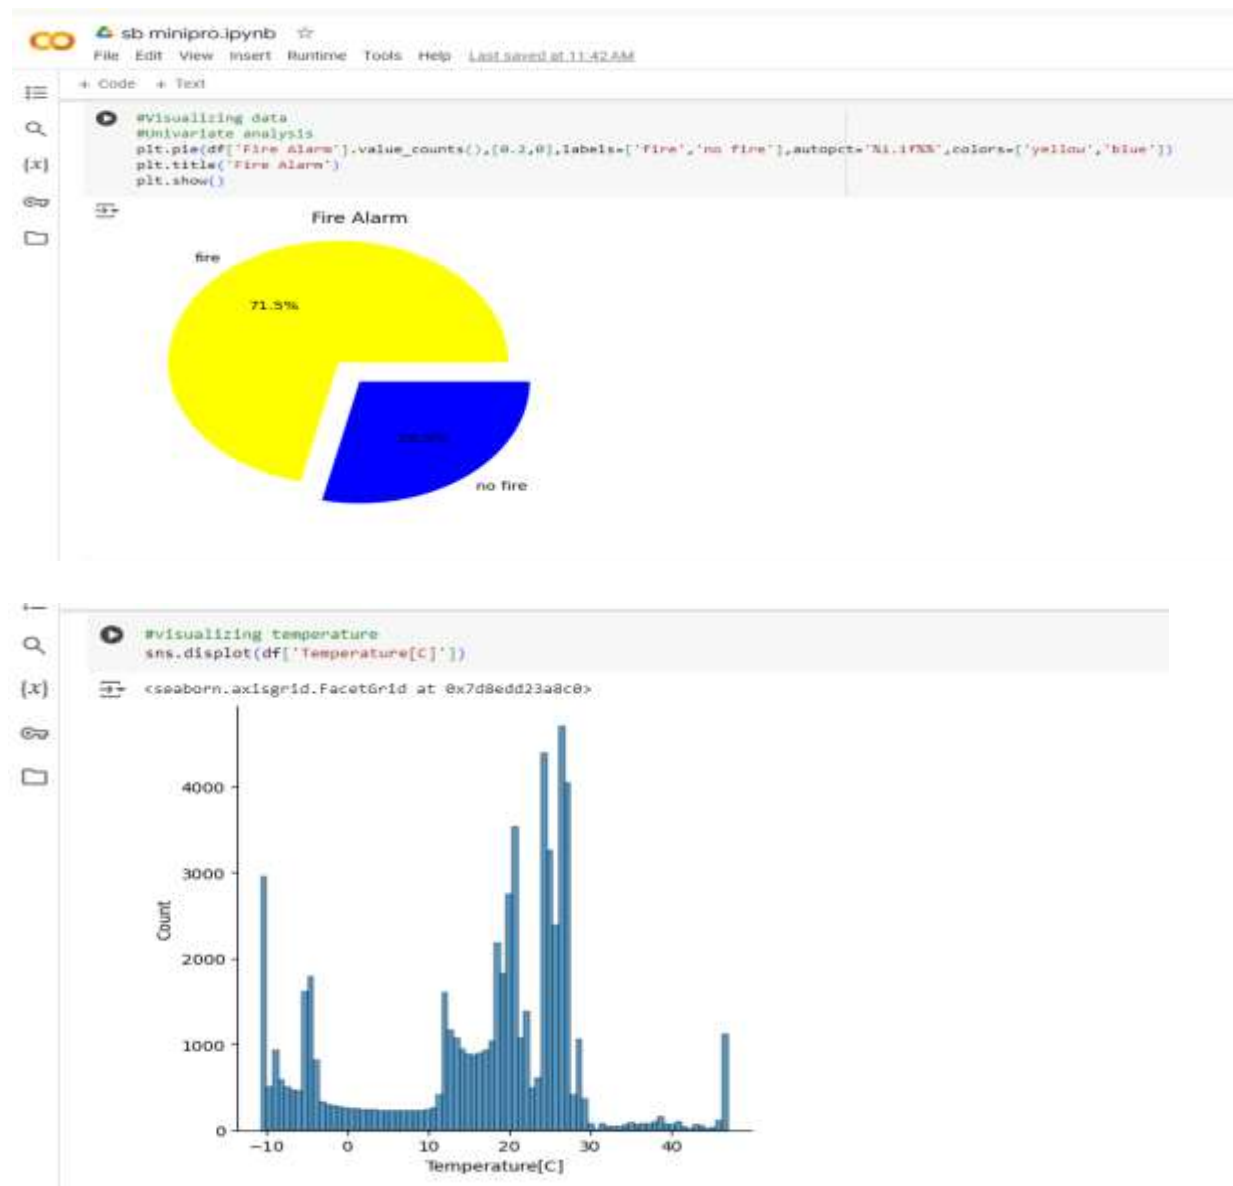 sb minipro.ipynb
File Edit View Insert Runtime Tools Help Last saved at 11:42 AM
+ Code + Text
#Visualizing data
#Univariate analysis
plt.pie(df['Fire Alarm'].value_counts(),[0.2,0],labels=['fire','no fire'],autopct='%1.1f%%',colors=['yellow','blue'])
plt.title('Fire Alarm')
plt.show()
{x}
Fire Alarm
fire
71.5%
no fire
#visualizing temperature
sns.displot(df['Temperature[C]'])
{x}
<seaborn.axisgrid.FacetGrid at 0x7d8edd23a8c0>
4000
3000
2000
1000
0
Count
−10 0 10 20 30 40
Temperature[C]